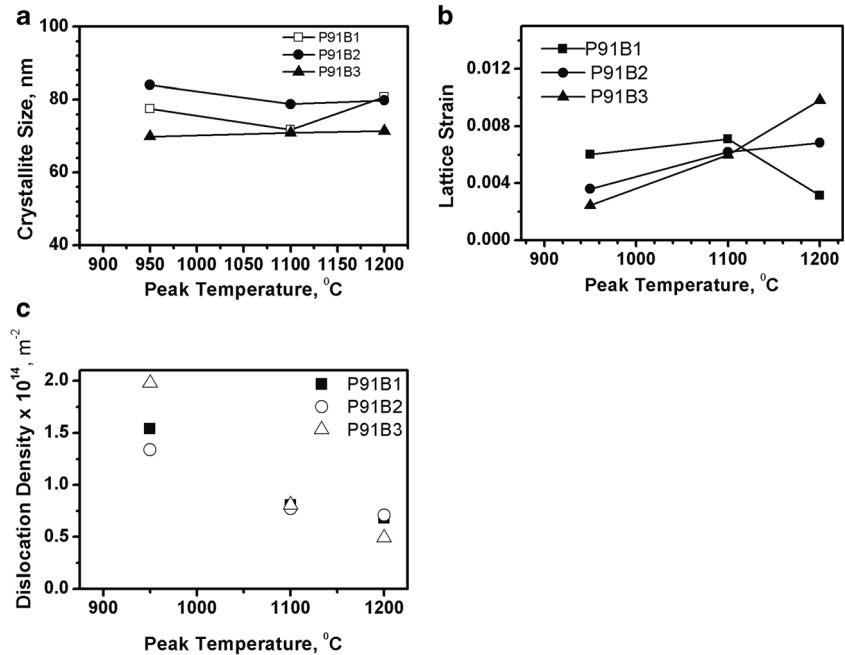 a
100
80
60
40
Crystallite Size, nm
P91B1
P91B2
P91B3
900 950 1000 1050 1100 1150 1200
Peak Temperature, ⁰C
b
0.012
0.008
0.004
0.000
Lattice Strain
P91B1
P91B2
P91B3
900 1000 1100 1200
Peak Temperature, ⁰C
c
2.0
1.5
1.0
0.5
0.0
Dislocation Density x 10¹⁴, m⁻²
P91B1
P91B2
P91B3
900 1000 1100 1200
Peak Temperature, ⁰C